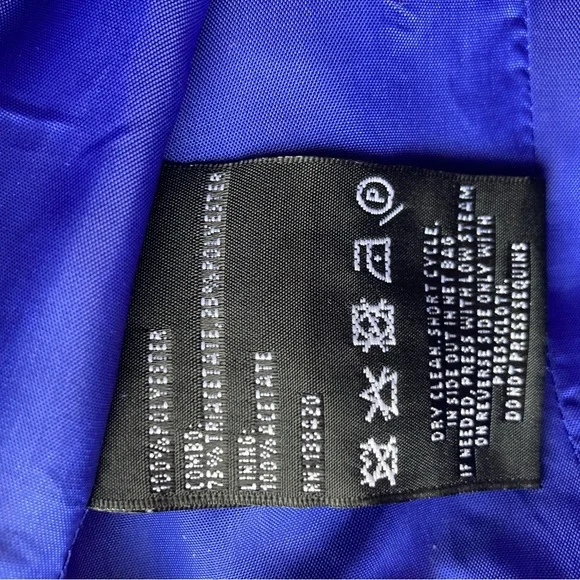 100% POLYESTER
COMBO:
75% TRIACETATE.25% POLYESTER
LINING:
100% ACETATE
RN:138420
P
DRY CLEAN. SHORT CYCLE.
IN SIDE OUT IN NET BAG
IF NEEDED, PRESS WITH LOW STEAM
ON REVERSE SIDE ONLY WITH
PRESSCLOTH.
DO NOT PRESS SEQUINS